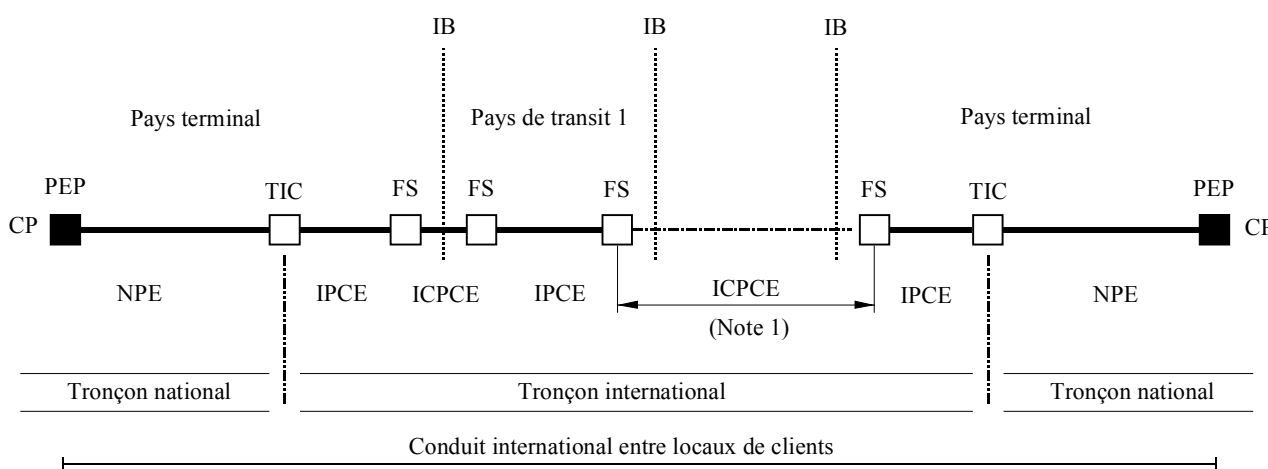 IB IB IB
Pays terminal Pays de transit 1 Pays terminal
PEP TIC FS FS FS FS TIC PEP
CP CP
NPE IPCE ICPCE IPCE ICPCE IPCE NPE
(Note 1)
Tronçon national Tronçon international Tronçon national
Conduit international entre locaux de clients